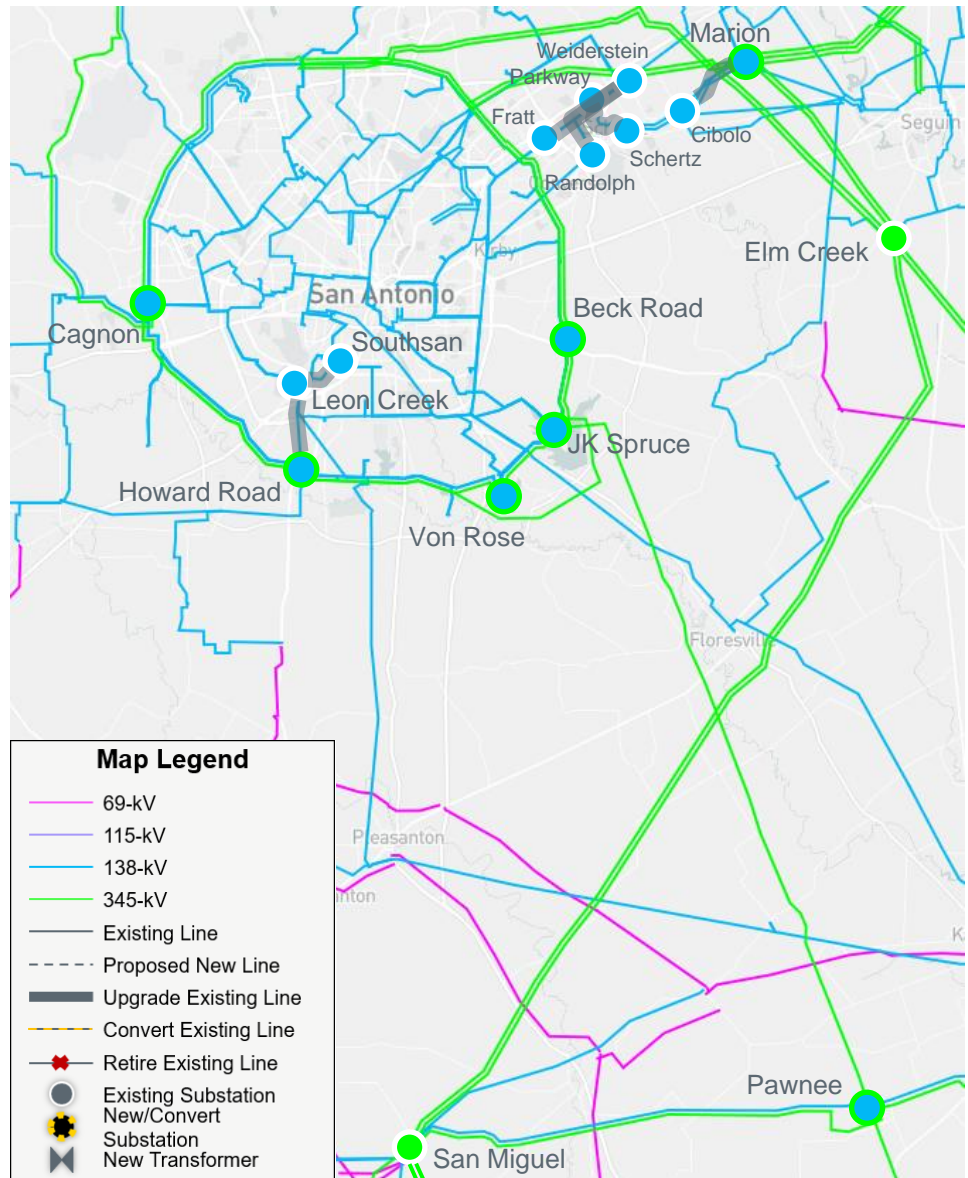 Marion
Weiderstein
Parkway
Fratt
Cibolo
Seguin
Schertz
Randolph
Elm Creek
Kirby
San Antonio
Beck Road
Cagnon
Southsan
Leon Creek
JK Spruce
Howard Road
Von Rose
Floresville
Map Legend
69-kV
115-kV
138-kV
345-kV
Existing Line
Proposed New Line
Upgrade Existing Line
Convert Existing Line
Retire Existing Line
Existing Substation
New/Convert
Substation
New Transformer
Pleasanton
inton
Ka
Pawnee
San Miguel